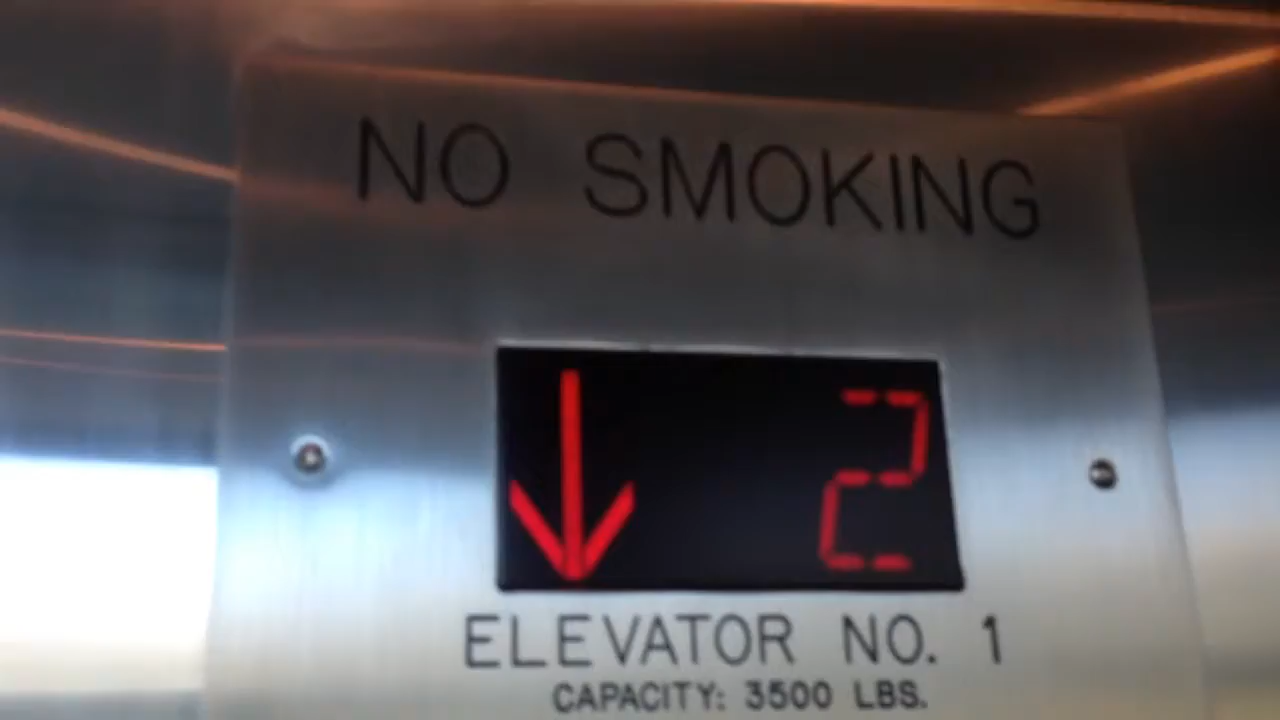 NO SMOKING
↓ 2
ELEVATOR NO. 1
CAPACITY: 3500 LBS.